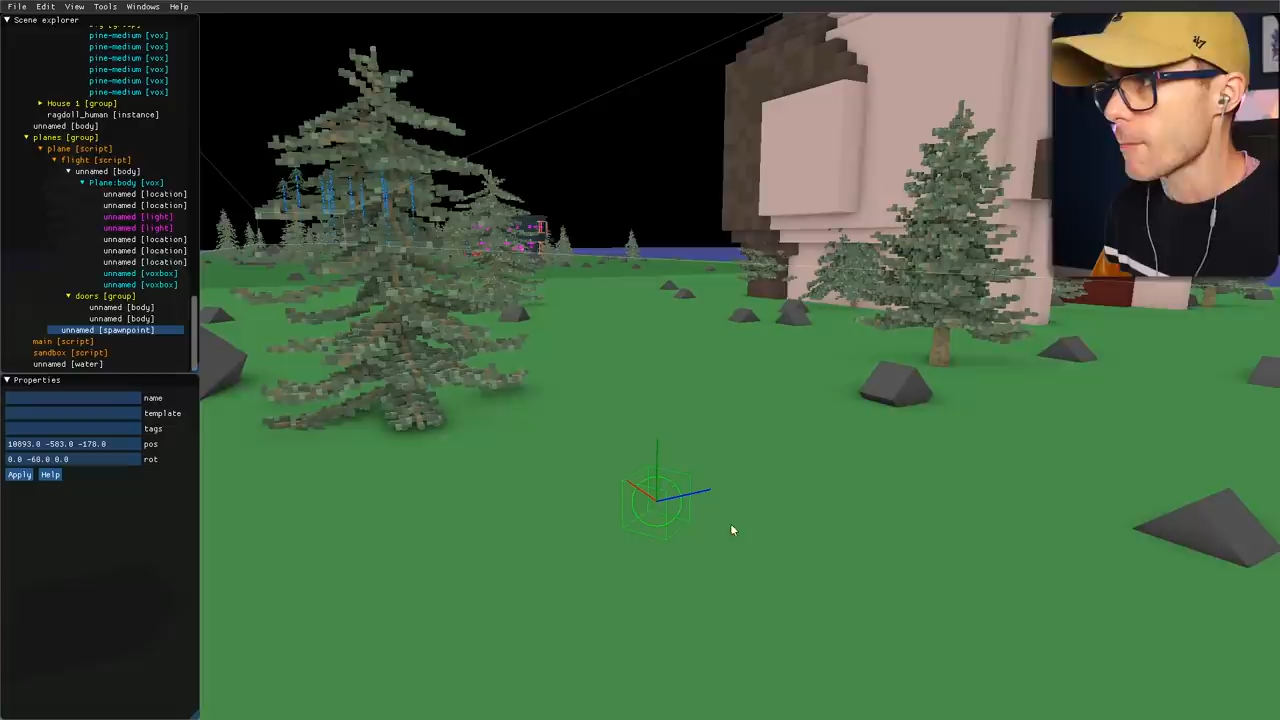 File Edit View Tools Windows Help
Scene explorer
pine-medium [vox]
pine-medium [vox]
pine-medium [vox]
pine-medium [vox]
pine-medium [vox]
pine-medium [vox]
House 1 [group]
ragdoll_human [instance]
unnamed [body]
planes [group]
plane [script]
flight [script]
unnamed [body]
Plane:body [vox]
unnamed [location]
unnamed [location]
unnamed [light]
unnamed [light]
unnamed [location]
unnamed [location]
unnamed [location]
unnamed [voxbox]
unnamed [voxbox]
doors [group]
unnamed [body]
unnamed [body]
unnamed [spawnpoint]
main [script]
sandbox [script]
unnamed [water]
Properties
name
template
tags
10893.0 -583.0 -178.0 pos
0.0 -68.0 0.0 rot
Apply Help
47